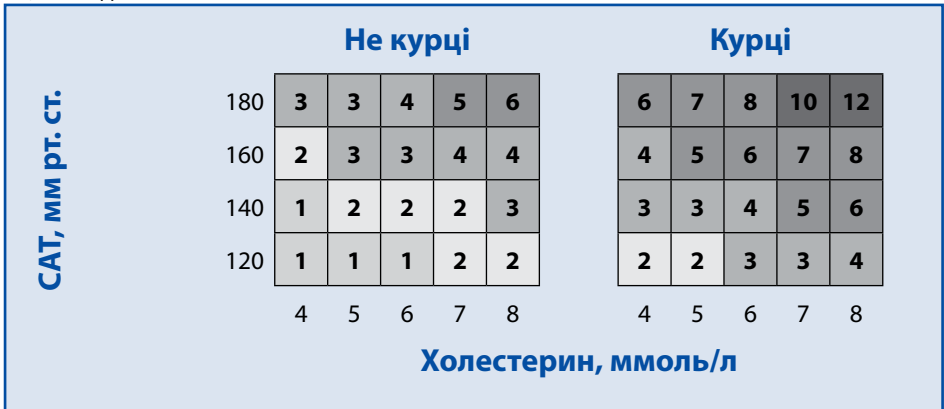 Не курці Курці
САТ, мм рт. ст.
180 3 3 4 5 6 6 7 8 10 12
160 2 3 3 4 4 4 5 6 7 8
140 1 2 2 2 3 3 3 4 5 6
120 1 1 1 2 2 2 2 3 3 4
4 5 6 7 8 4 5 6 7 8
Холестерин, ммоль/л